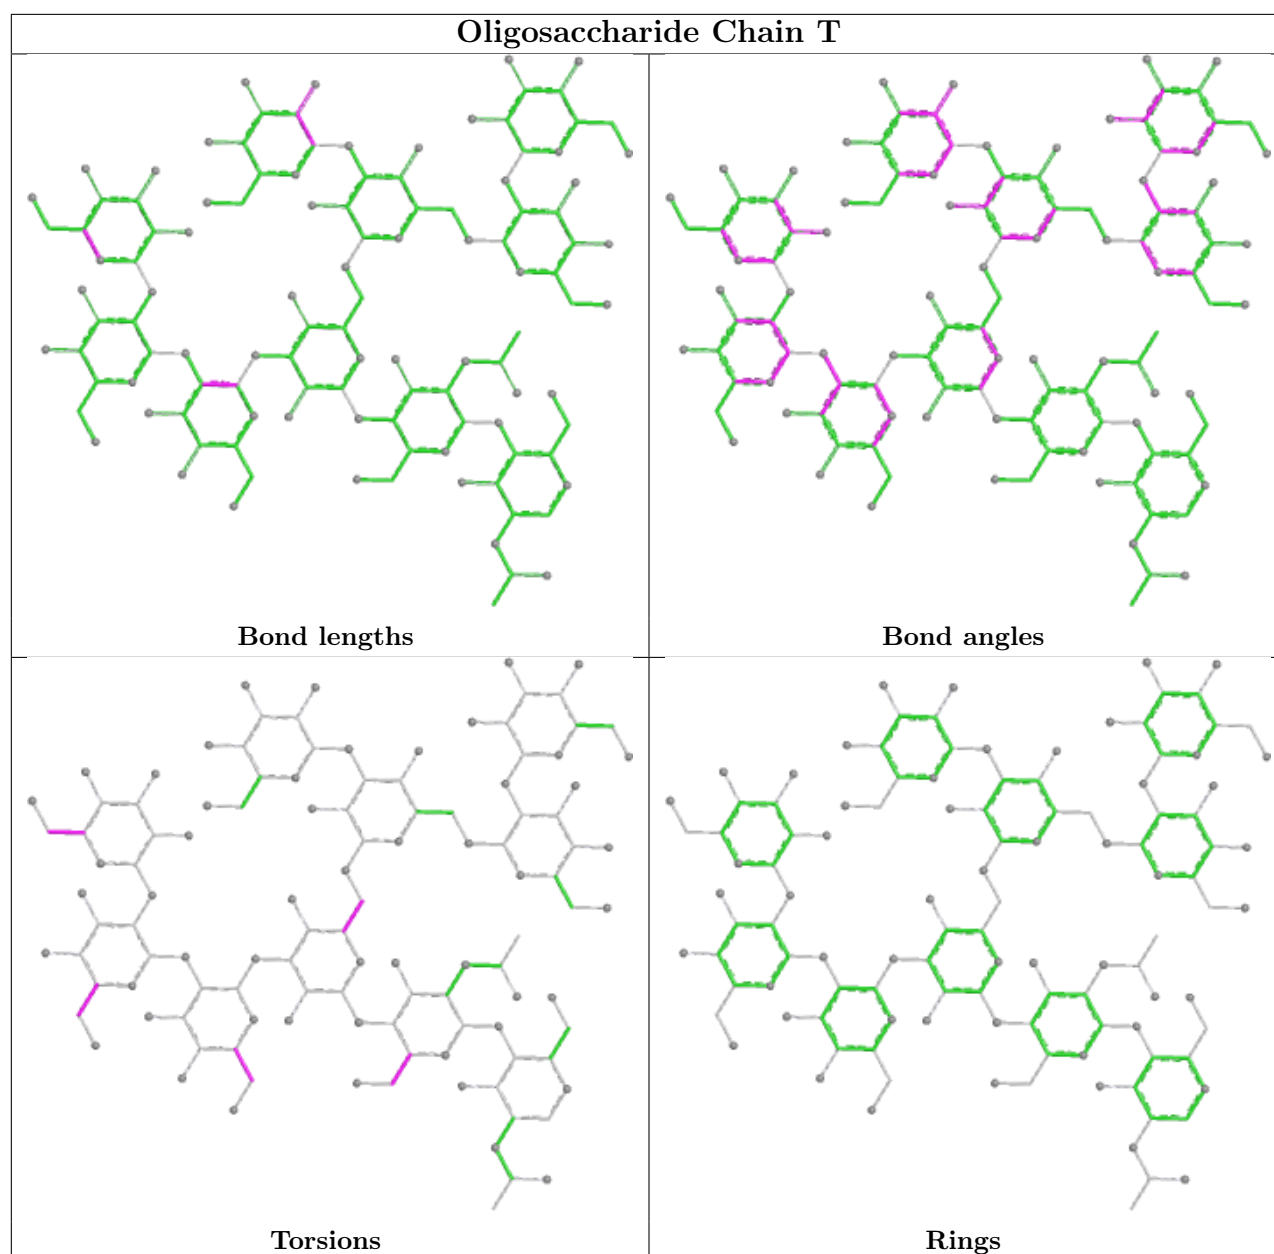 Oligosaccharide Chain T
Bond lengths
Bond angles
Torsions
Rings